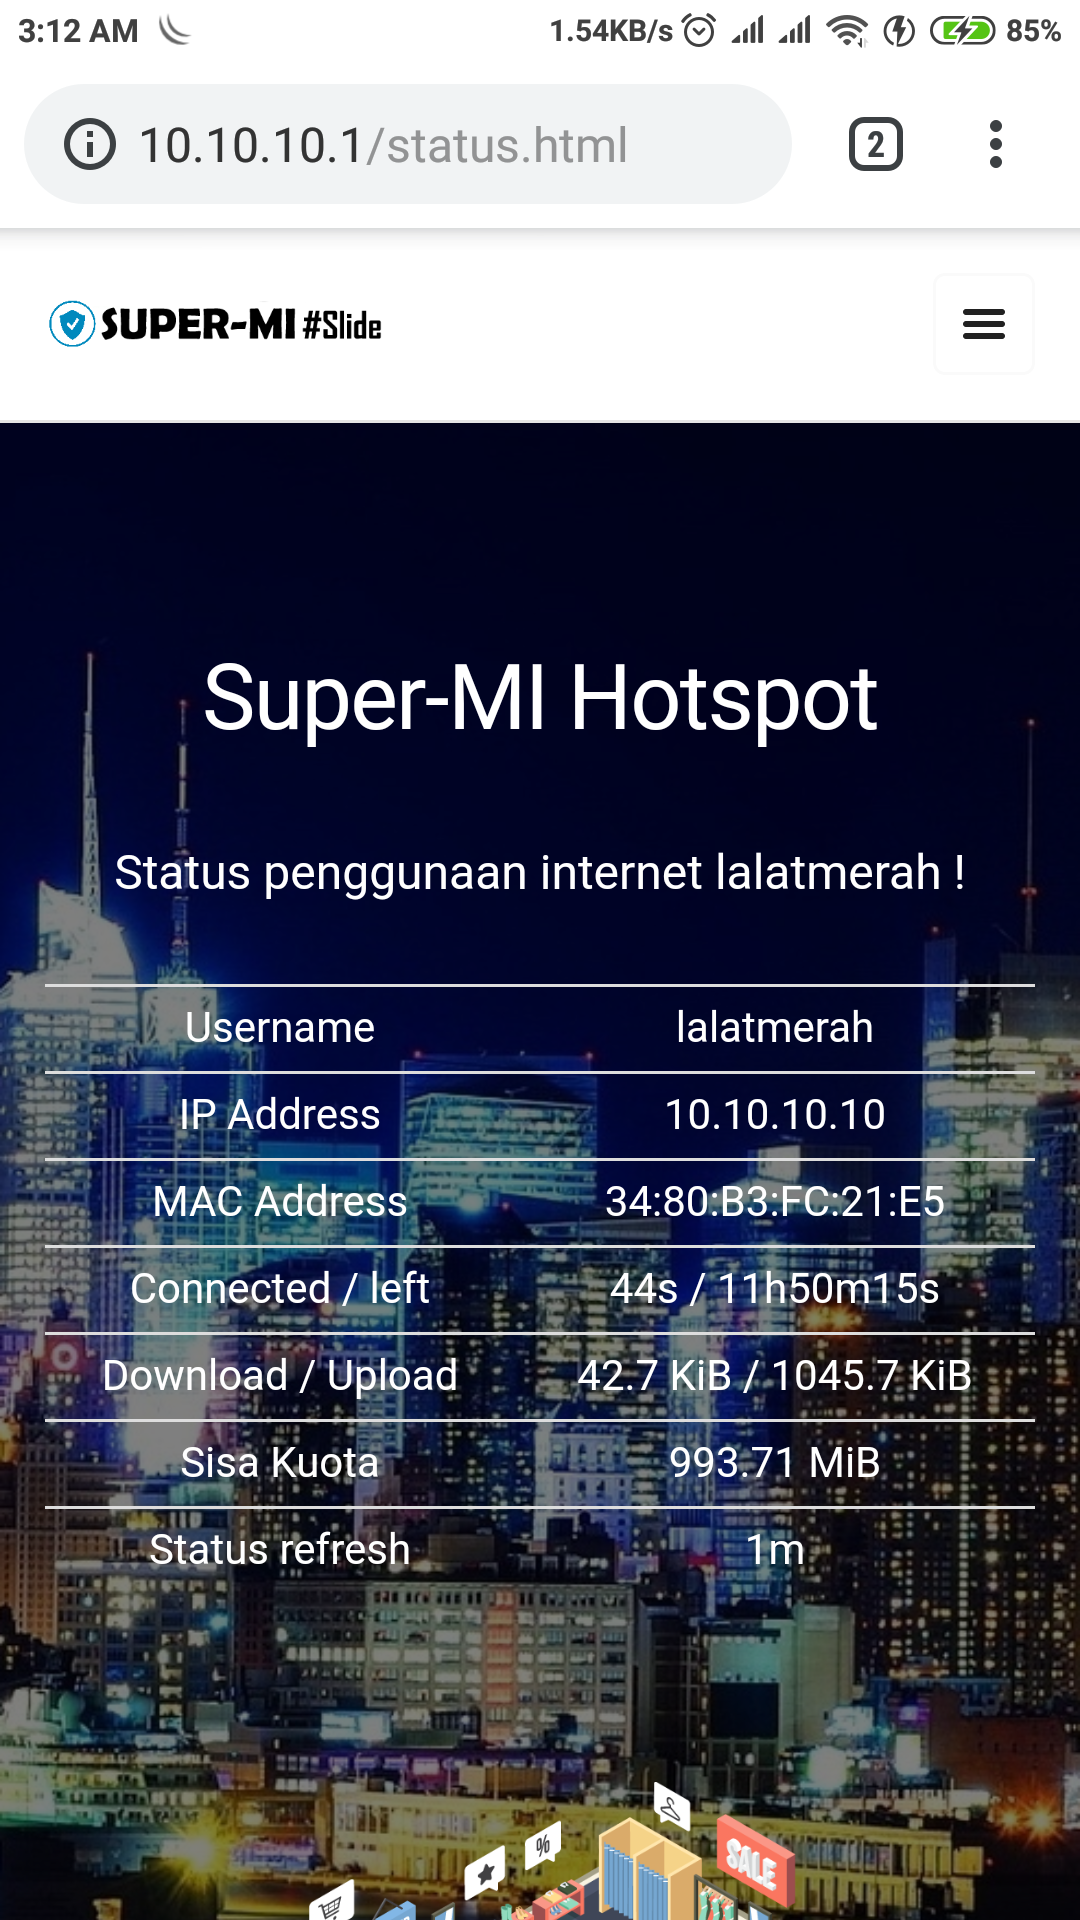 3:12 AM 1.54KB/s 85%
10.10.10.1/status.html 2
SUPER-MI #Slide
Super-MI Hotspot
Status penggunaan internet lalatmerah !
Username lalatmerah
IP Address 10.10.10.10
MAC Address 34:80:B3:FC:21:E5
Connected / left 44s / 11h50m15s
Download / Upload 42.7 KiB / 1045.7 KiB
Sisa Kuota 993.71 MiB
Status refresh 1m
%
SALE